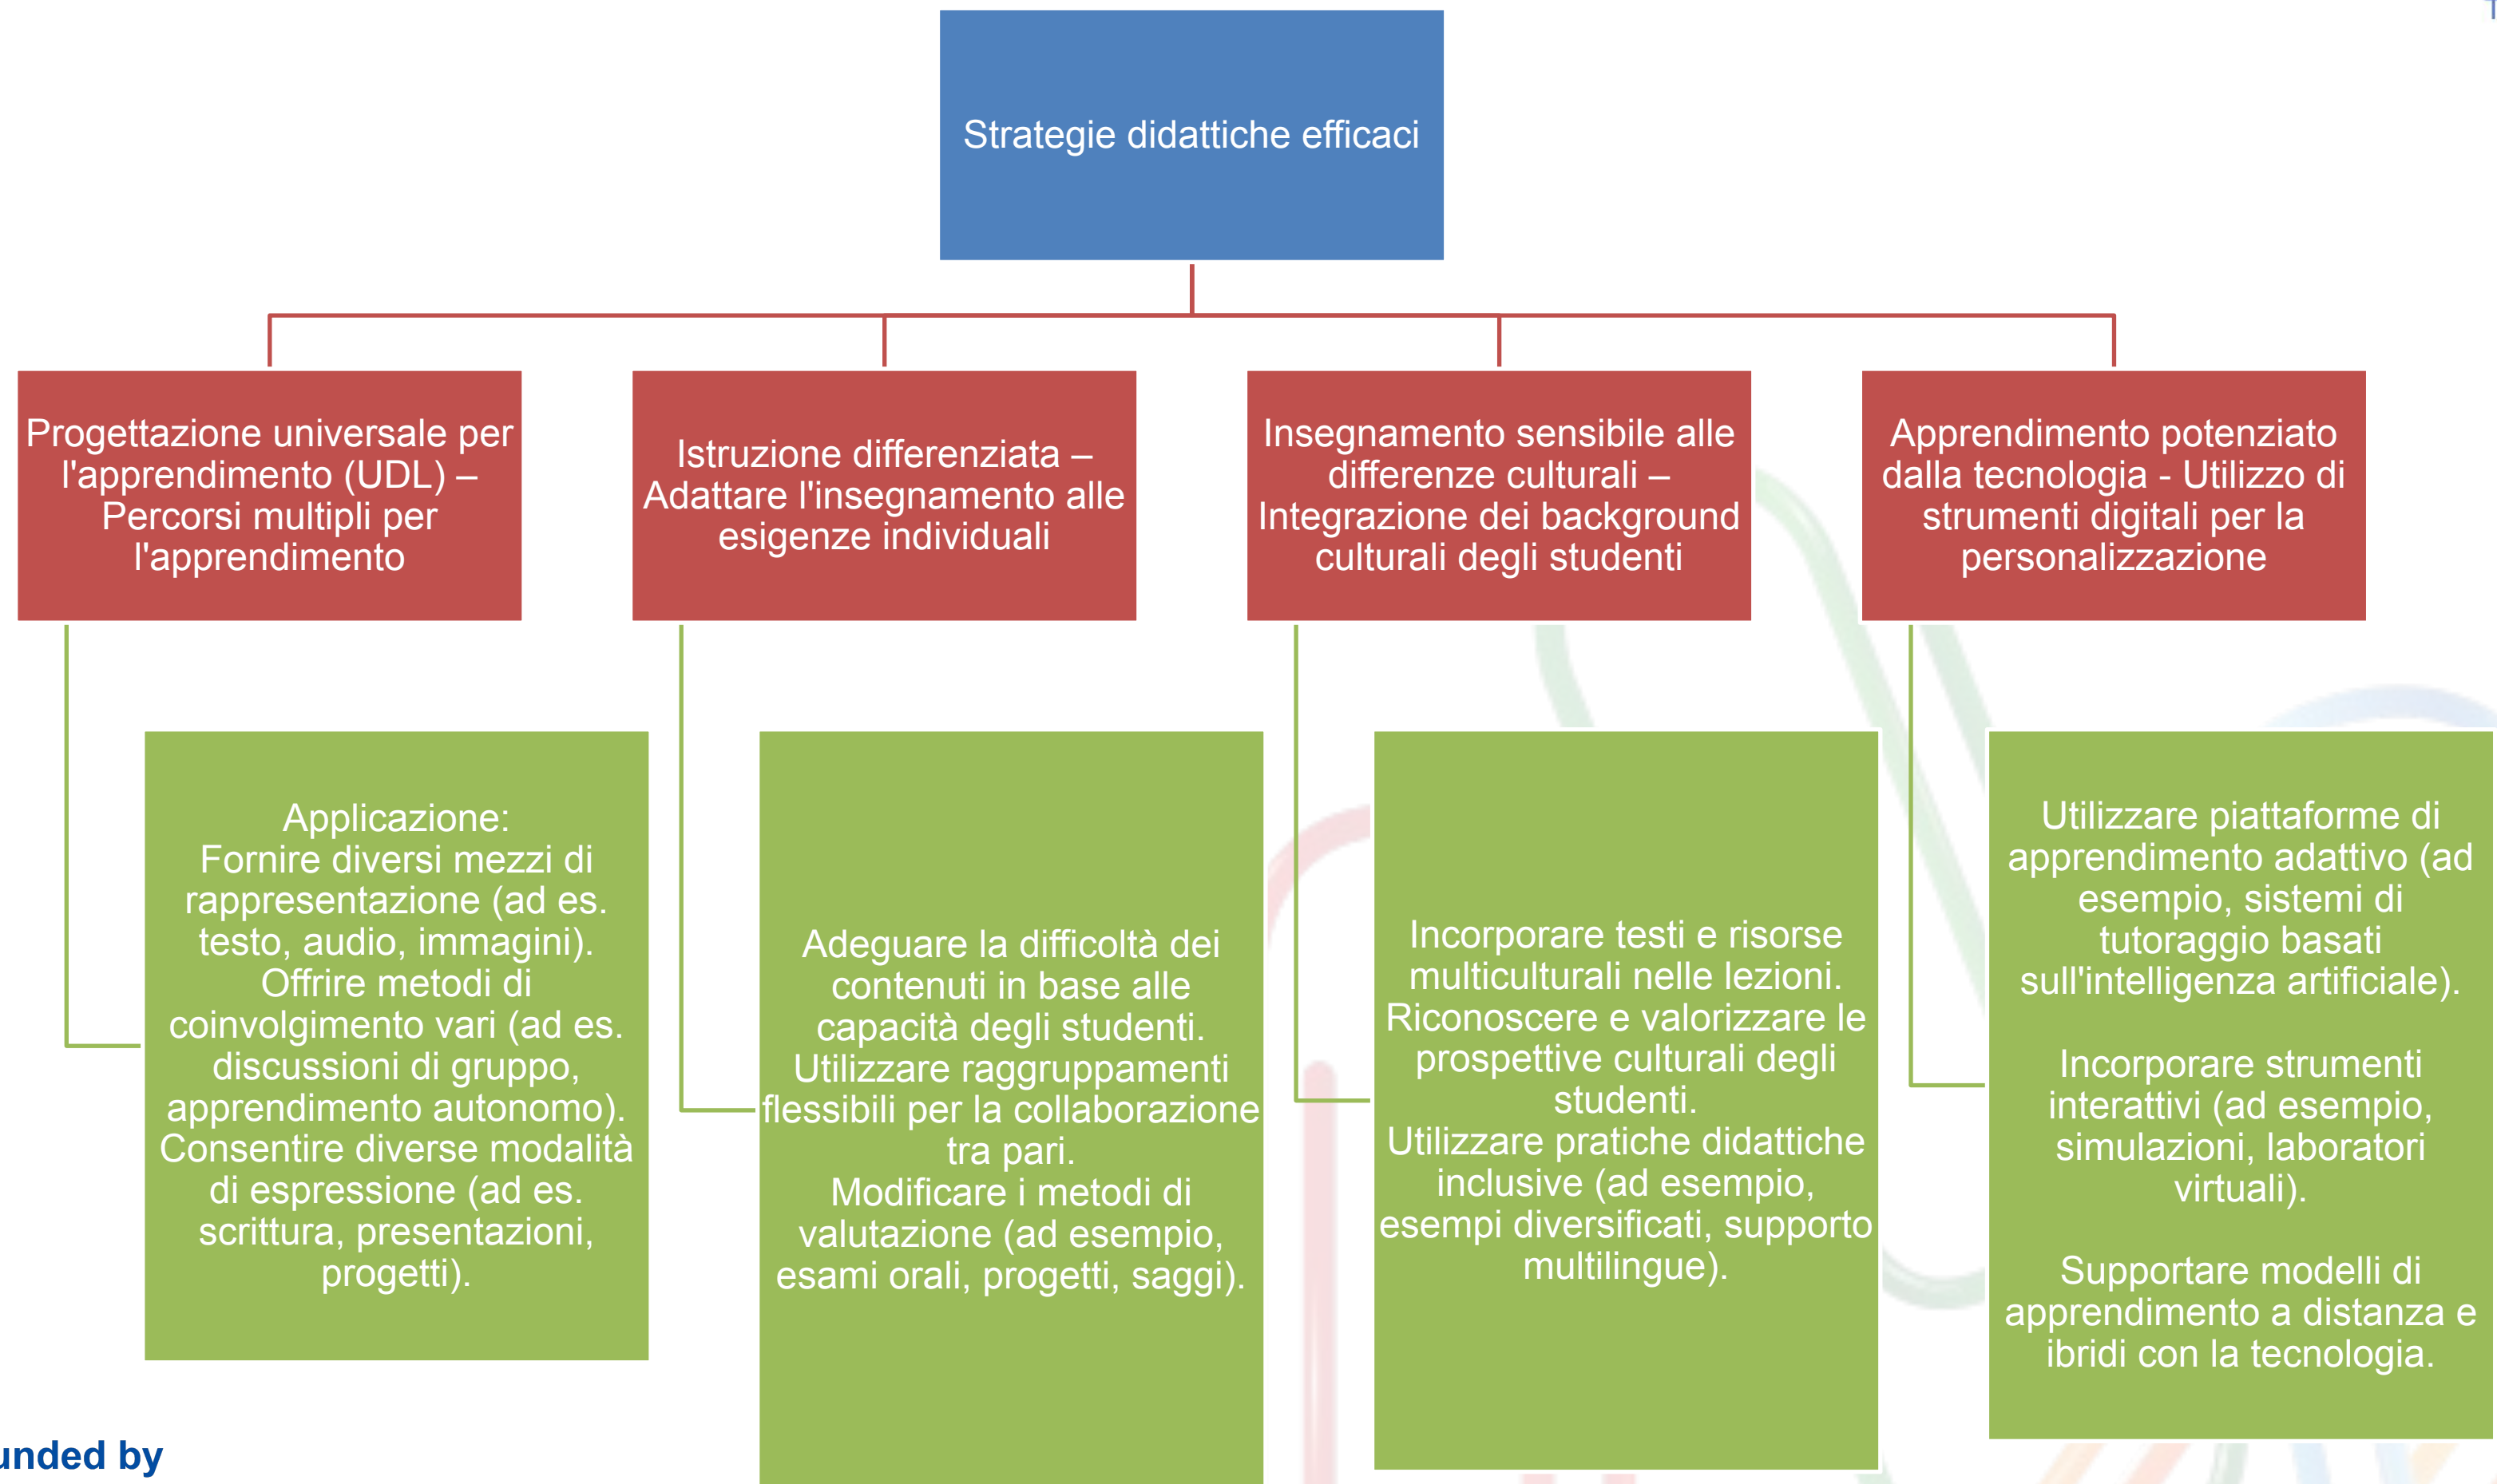 Strategie didattiche efficaci
Progettazione universale per
l'apprendimento (UDL) –
Percorsi multipli per
l'apprendimento
Istruzione differenziata –
Adattare l'insegnamento alle
esigenze individuali
Insegnamento sensibile alle
differenze culturali –
Integrazione dei background
culturali degli studenti
Apprendimento potenziato
dalla tecnologia - Utilizzo di
strumenti digitali per la
personalizzazione
Applicazione:
Fornire diversi mezzi di
rappresentazione (ad es.
testo, audio, immagini).
Offrire metodi di
coinvolgimento vari (ad es.
discussioni di gruppo,
apprendimento autonomo).
Consentire diverse modalità
di espressione (ad es.
scrittura, presentazioni,
progetti).
Adeguare la difficoltà dei
contenuti in base alle
capacità degli studenti.
Utilizzare raggruppamenti
flessibili per la collaborazione
tra pari.
Modificare i metodi di
valutazione (ad esempio,
esami orali, progetti, saggi).
Incorporare testi e risorse
multiculturali nelle lezioni.
Riconoscere e valorizzare le
prospettive culturali degli
studenti.
Utilizzare pratiche didattiche
inclusive (ad esempio,
esempi diversificati, supporto
multilingue).
Utilizzare piattaforme di
apprendimento adattivo (ad
esempio, sistemi di
tutoraggio basati
sull'intelligenza artificiale).
Incorporare strumenti
interattivi (ad esempio,
simulazioni, laboratori
virtuali).
Supportare modelli di
apprendimento a distanza e
ibridi con la tecnologia.
unded by